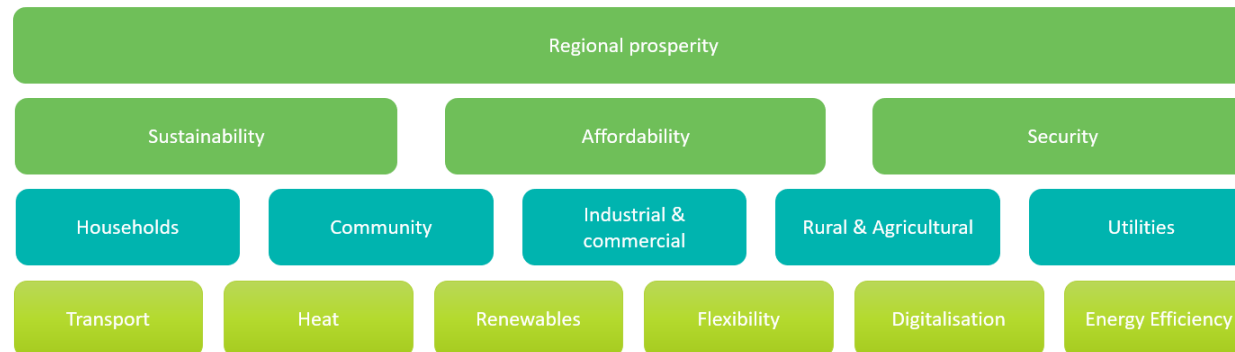 Regional prosperity
Sustainability
Affordability
Security
Households
Community
Industrial &
commercial
Rural & Agricultural
Utilities
Transport
Heat
Renewables
Flexibility
Digitalisation
Energy Efficiency